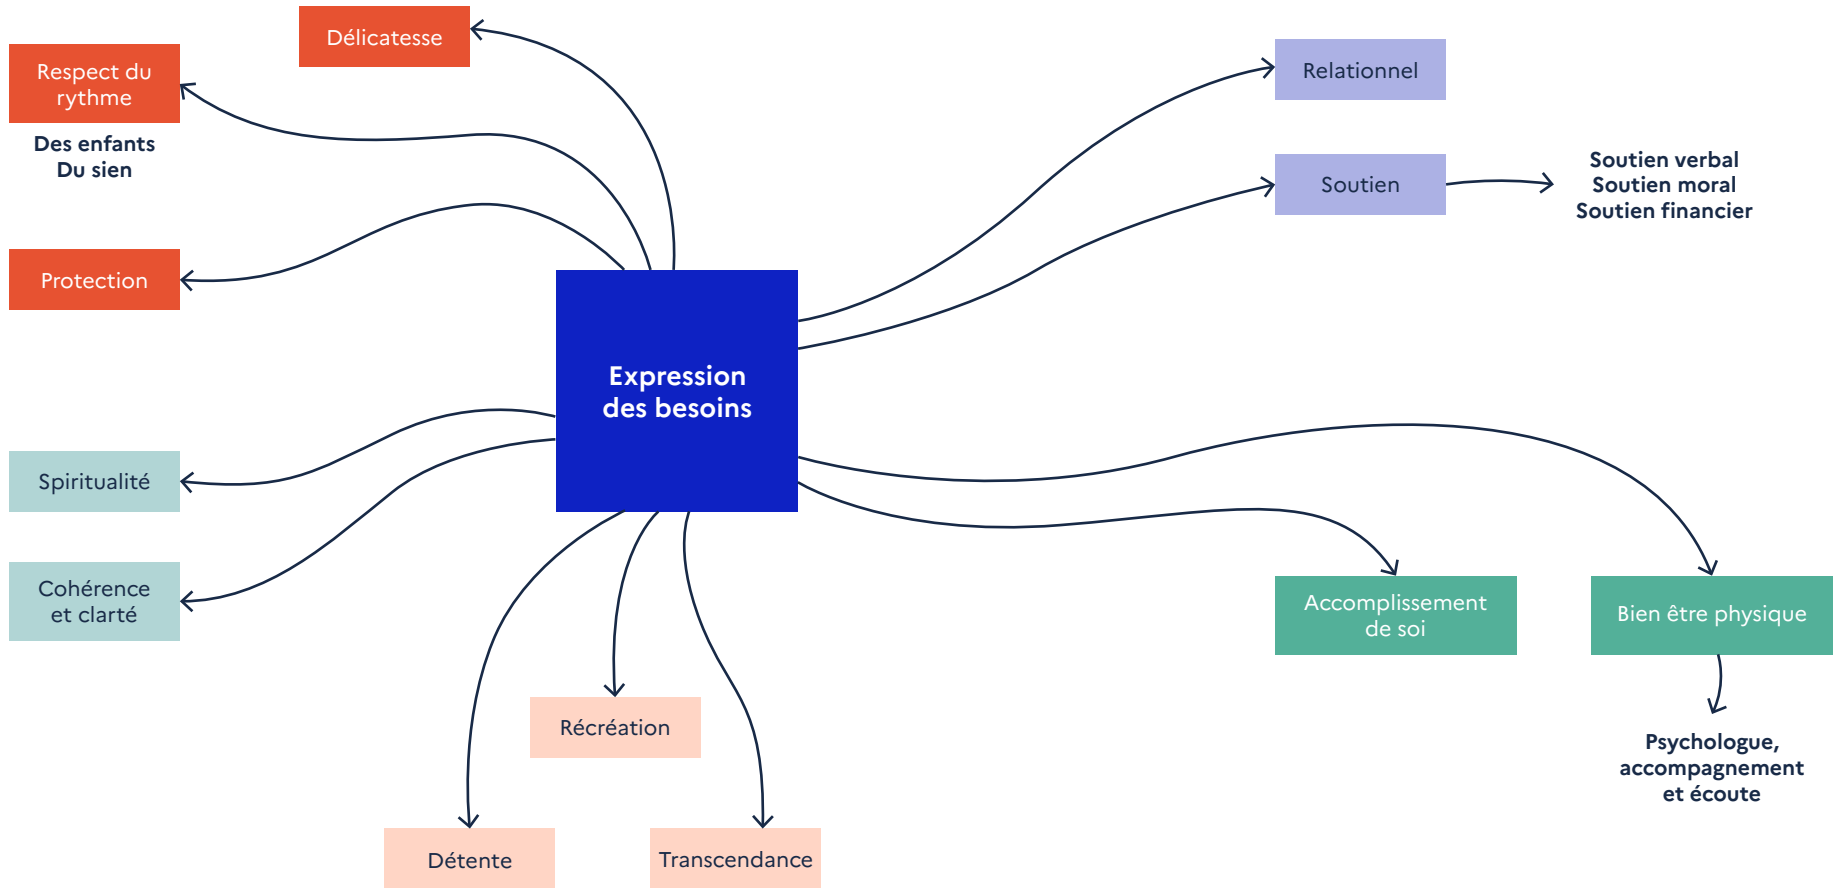 Délicatesse
Respect du
rythme
Des enfants
Du sien
Protection
Relationnel
Soutien
Soutien verbal
Soutien moral
Soutien financier
Expression
des besoins
Spiritualité
Cohérence
et clarté
Accomplissement
de soi
Bien être physique
Récréation
Psychologue,
accompagnement
et écoute
Détente
Transcendance